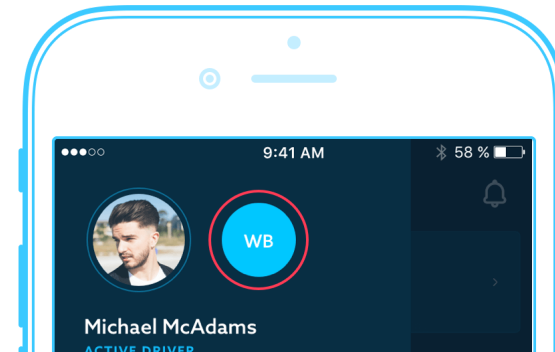 9:41 AM
58 %
WB
Michael McAdams
ACTIVE DRIVER